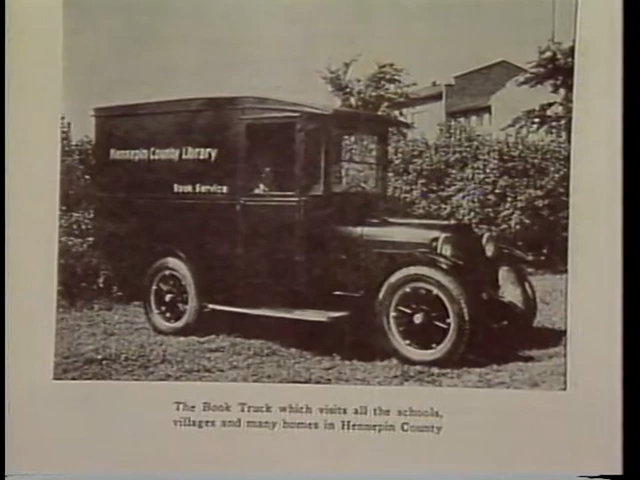 Hennepin County Library
Book Service
The Book Truck which visits all the schools,
villages and many homes in Hennepin County